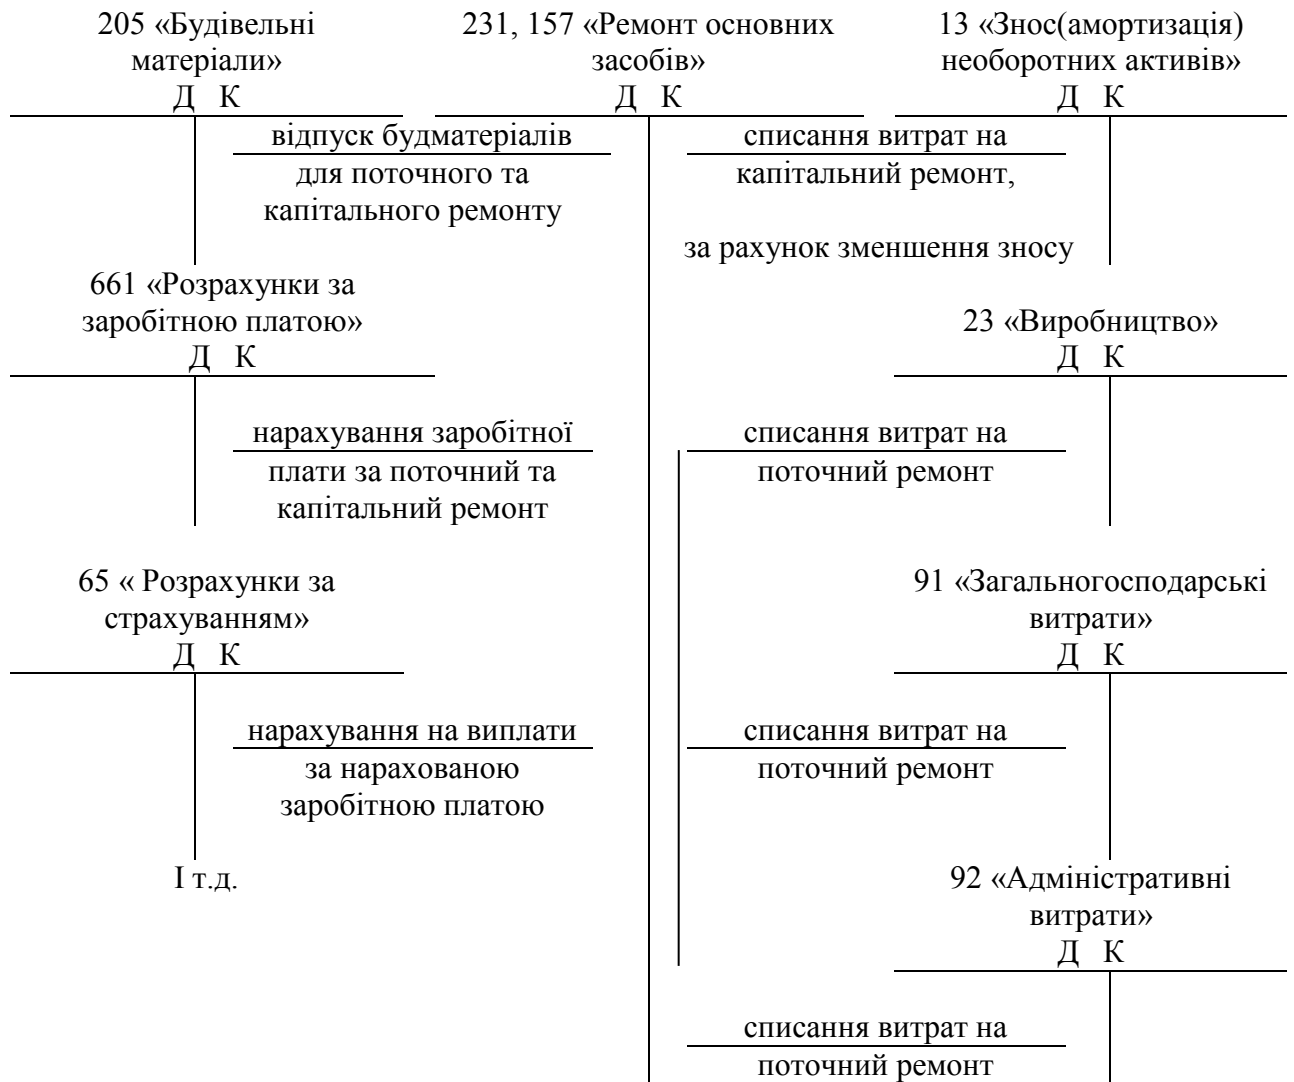 205 «Будівельні
матеріали»
Д К
231, 157 «Ремонт основних
засобів»
Д К
13 «Знос(амортизація)
необоротних активів»
Д К
відпуск будматеріалів
для поточного та
капітального ремонту
списання витрат на
капітальний ремонт,
за рахунок зменшення зносу
661 «Розрахунки за
заробітною платою»
Д К
23 «Виробництво»
Д К
нарахування заробітної
плати за поточний та
капітальний ремонт
списання витрат на
поточний ремонт
65 « Розрахунки за
страхуванням»
Д К
91 «Загальногосподарські
витрати»
Д К
нарахування на виплати
за нарахованою
заробітною платою
списання витрат на
поточний ремонт
І т.д.
92 «Адміністративні
витрати»
Д К
списання витрат на
поточний ремонт